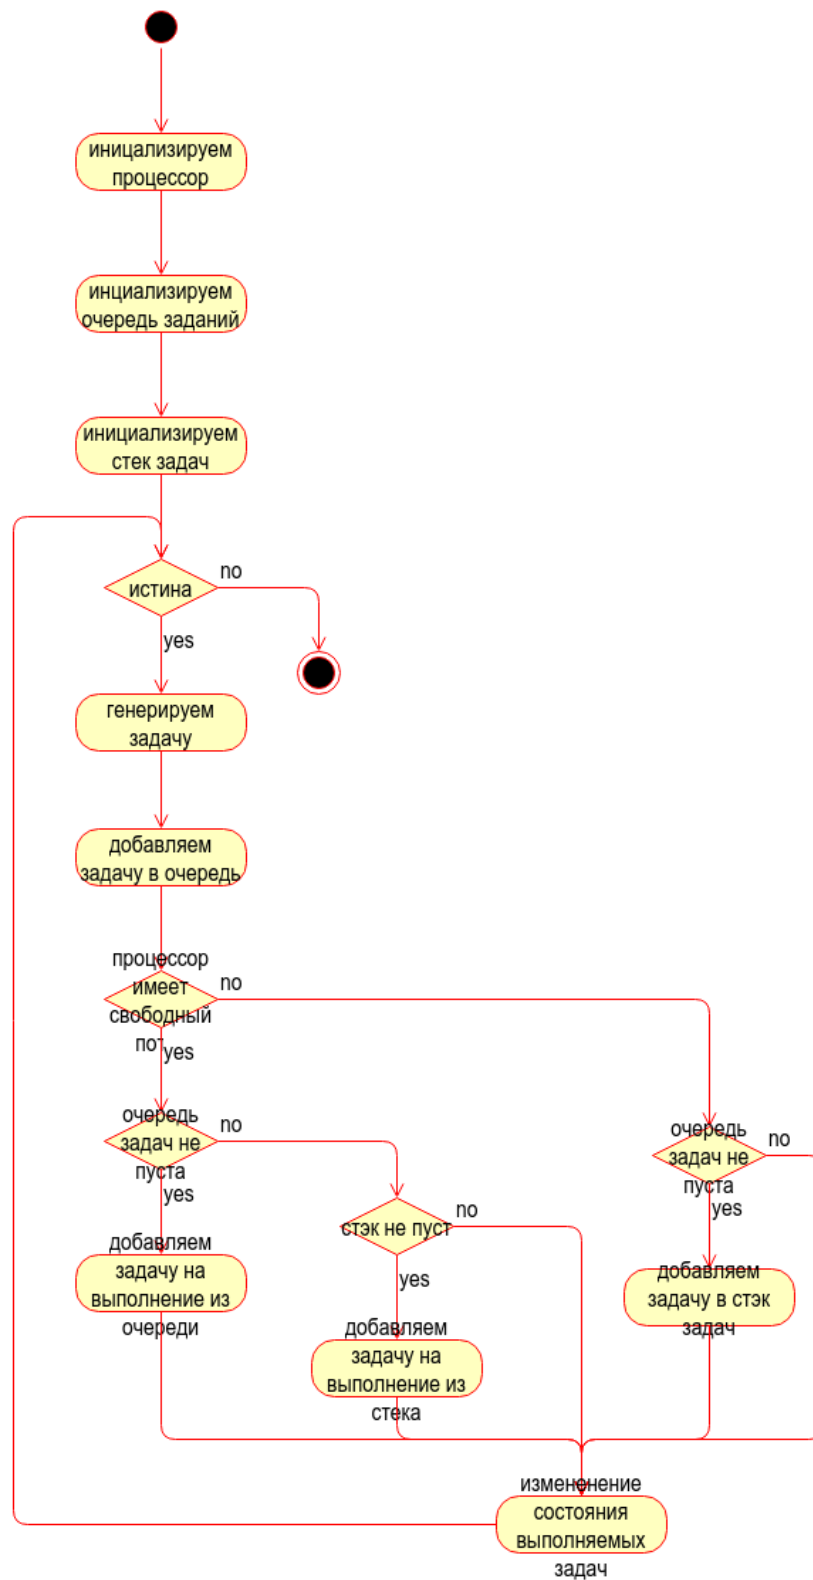 иницализируем
процессор
инциализируем
очередь заданий
инициализируем
стек задач
истина
no
yes
генерируем
задачу
добавляем
задачу в очередь
процессор
имеет
свободный
no
yes
очередь
задач не
пуста
no
yes
очередь
задач не
пуста
no
yes
стэк не пуст
no
yes
добавляем
задачу на
выполнение из
очереди
добавляем
задачу в стэк
задач
добавляем
задачу на
выполнение из
стека
измененение
состояния
выполняемых
задач